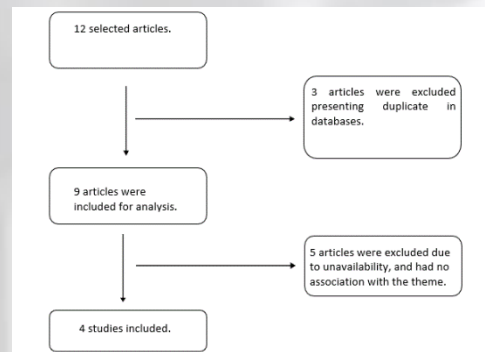 12 selected articles.
3 articles were excluded
presenting duplicate in
databases.
9 articles were
included for analysis.
5 articles were excluded due
to unavailability, and had no
association with the theme.
4 studies included.